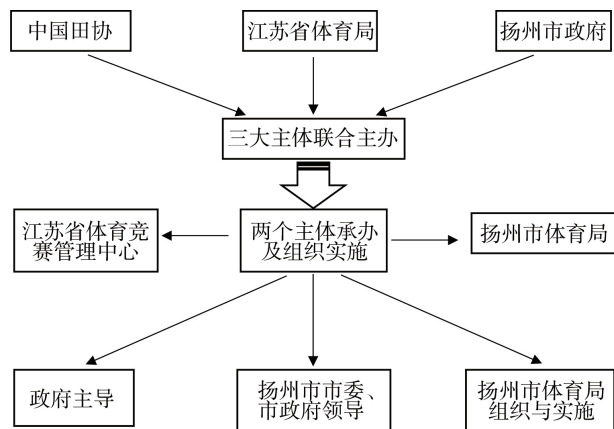 中国田协
江苏省体育局
扬州市政府
三大主体联合主办
江苏省体育竞
赛管理中心
两个主体承办
及组织实施
扬州市体育局
政府主导
扬州市市委、
市政府领导
扬州市体育局
组织与实施